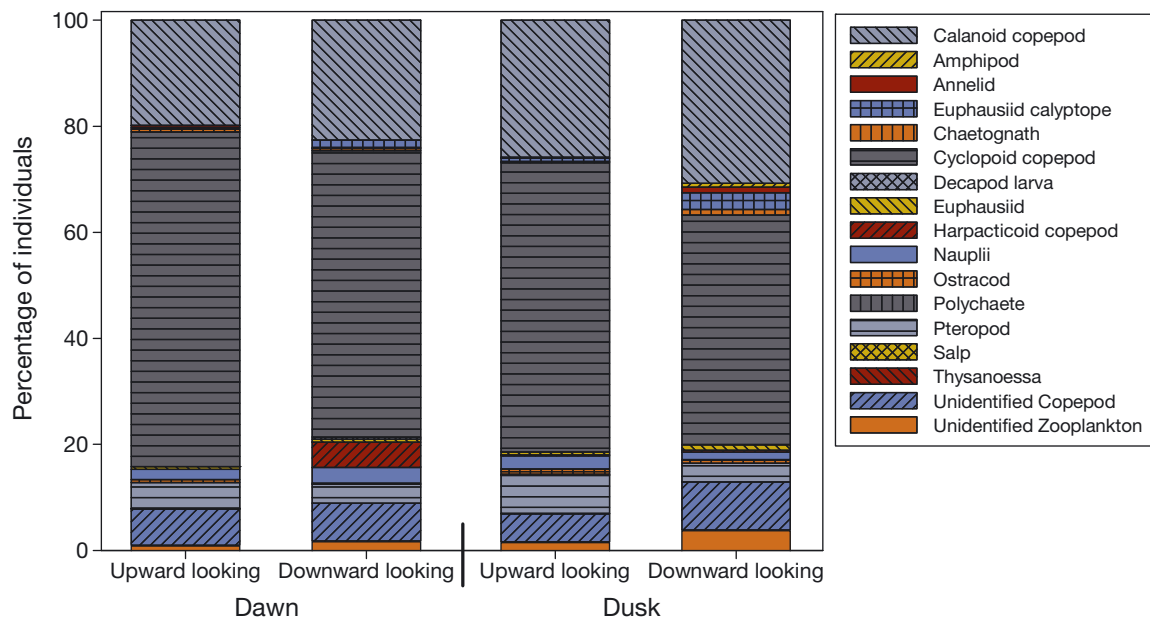 Percentage of individuals
100
80
60
40
20
0
Upward looking
Downward looking
Upward looking
Downward looking
Dawn
Dusk
Calanoid copepod
Amphipod
Annelid
Euphausiid calyptope
Chaetognath
Cyclopoid copepod
Decapod larva
Euphausiid
Harpacticoid copepod
Nauplii
Ostracod
Polychaete
Pteropod
Salp
Thysanoessa
Unidentified Copepod
Unidentified Zooplankton